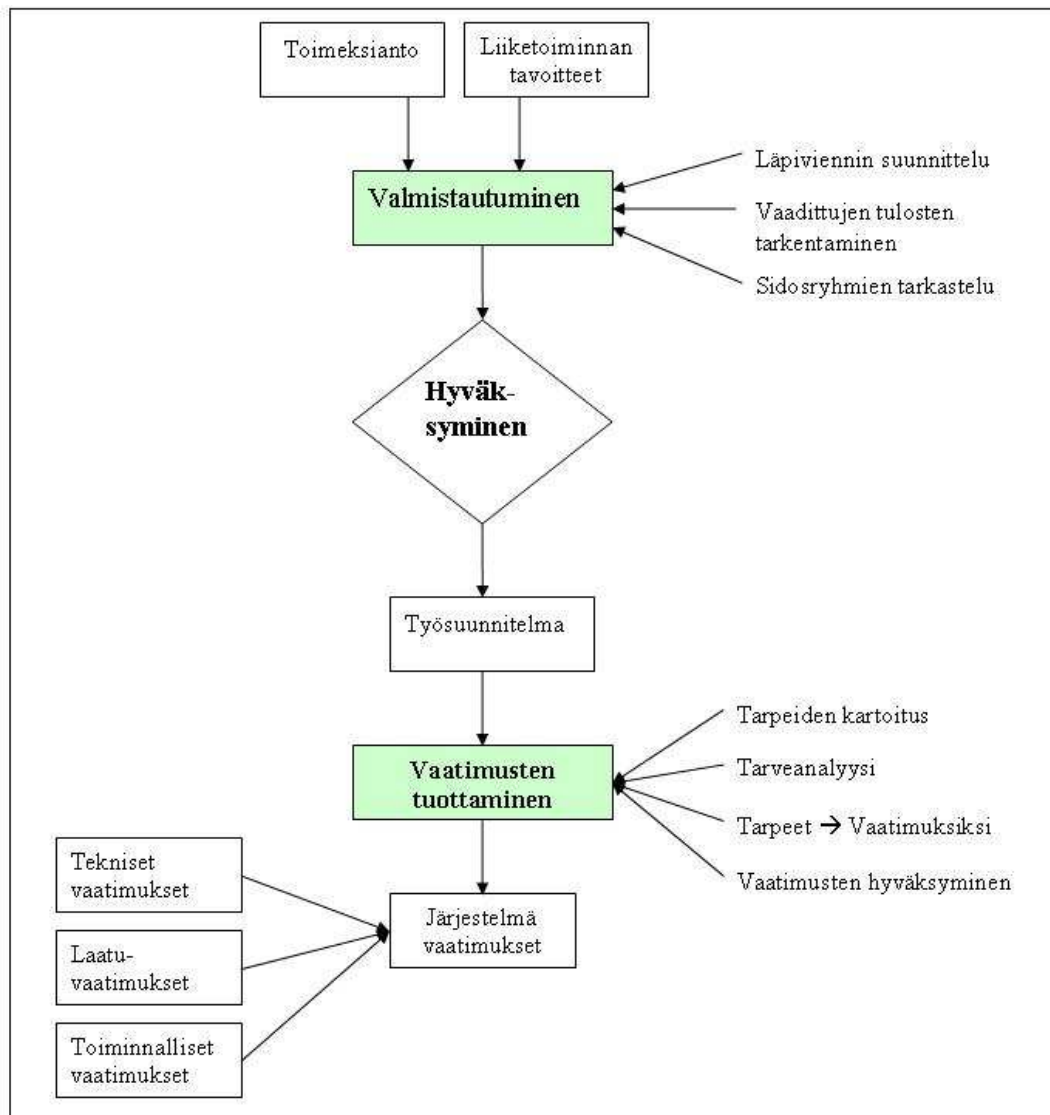 Toimeksianto
Liiketoiminnan
tavoitteet
Valmistautuminen
Läpiviennin suunnittelu
Vaadittujen tulosten
tarkentaminen
Sidosryhmien tarkastelu
Hyväk-
syminen
Työsuunnitelma
Vaatimusten
tuottaminen
Tarpeiden kartoitus
Tarveanalyysi
Tarpeet → Vaatimuksiksi
Vaatimusten hyväksyminen
Tekniset
vaatimukset
Laatu-
vaatimukset
Toiminnalliset
vaatimukset
Järjestelmä
vaatimukset